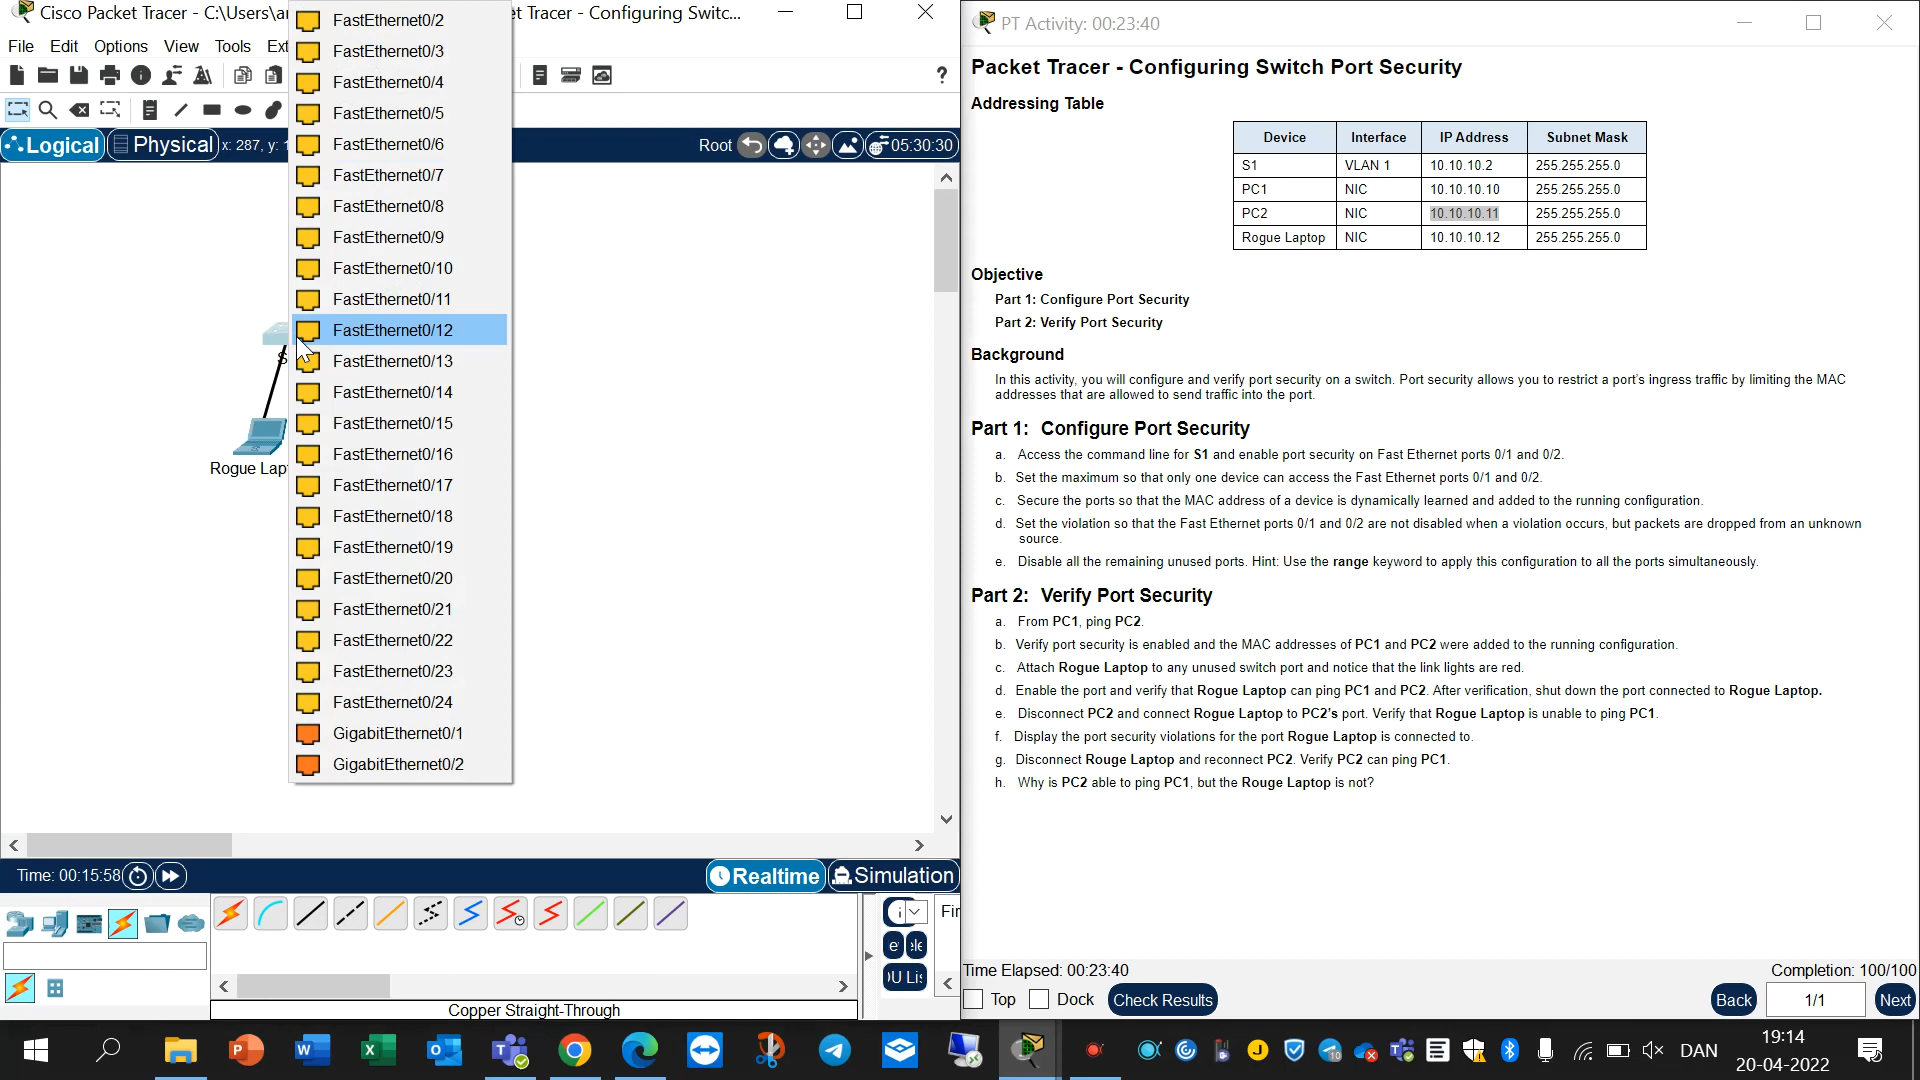 Cisco Packet Tracer - C:\Users\a
t Tracer - Configuring Switc...
File Edit Options View Tools Ext
Logical
Physical
x: 287, y: 1
Root
05:30:30
FastEthernet0/2
FastEthernet0/3
FastEthernet0/4
FastEthernet0/5
FastEthernet0/6
FastEthernet0/7
FastEthernet0/8
FastEthernet0/9
FastEthernet0/10
FastEthernet0/11
FastEthernet0/12
FastEthernet0/13
FastEthernet0/14
FastEthernet0/15
FastEthernet0/16
FastEthernet0/17
FastEthernet0/18
FastEthernet0/19
FastEthernet0/20
FastEthernet0/21
FastEthernet0/22
FastEthernet0/23
FastEthernet0/24
GigabitEthernet0/1
GigabitEthernet0/2
S
Rogue Lapt
Time: 00:15:58
Realtime
Simulation
Fir
Copper Straight-Through
PT Activity: 00:23:40
Packet Tracer - Configuring Switch Port Security
Addressing Table
Device Interface IP Address Subnet Mask
S1 VLAN 1 10.10.10.2 255.255.255.0
PC1 NIC 10.10.10.10 255.255.255.0
PC2 NIC 10.10.10.11 255.255.255.0
Rogue Laptop NIC 10.10.10.12 255.255.255.0
Objective
Part 1: Configure Port Security
Part 2: Verify Port Security
Background
In this activity, you will configure and verify port security on a switch. Port security allows you to restrict a port's ingress traffic by limiting the MAC
addresses that are allowed to send traffic into the port.
Part 1: Configure Port Security
a. Access the command line for S1 and enable port security on Fast Ethernet ports 0/1 and 0/2.
b. Set the maximum so that only one device can access the Fast Ethernet ports 0/1 and 0/2.
c. Secure the ports so that the MAC address of a device is dynamically learned and added to the running configuration.
d. Set the violation so that the Fast Ethernet ports 0/1 and 0/2 are not disabled when a violation occurs, but packets are dropped from an unknown
source.
e. Disable all the remaining unused ports. Hint: Use the range keyword to apply this configuration to all the ports simultaneously.
Part 2: Verify Port Security
a. From PC1, ping PC2.
b. Verify port security is enabled and the MAC addresses of PC1 and PC2 were added to the running configuration.
c. Attach Rogue Laptop to any unused switch port and notice that the link lights are red.
d. Enable the port and verify that Rogue Laptop can ping PC1 and PC2. After verification, shut down the port connected to Rogue Laptop.
e. Disconnect PC2 and connect Rogue Laptop to PC2's port. Verify that Rogue Laptop is unable to ping PC1.
f. Display the port security violations for the port Rogue Laptop is connected to.
g. Disconnect Rouge Laptop and reconnect PC2. Verify PC2 can ping PC1.
h. Why is PC2 able to ping PC1, but the Rouge Laptop is not?
Time Elapsed: 00:23:40
Completion: 100/100
Top
Dock
Check Results
Back
1/1
Next
DAN
19:14
20-04-2022